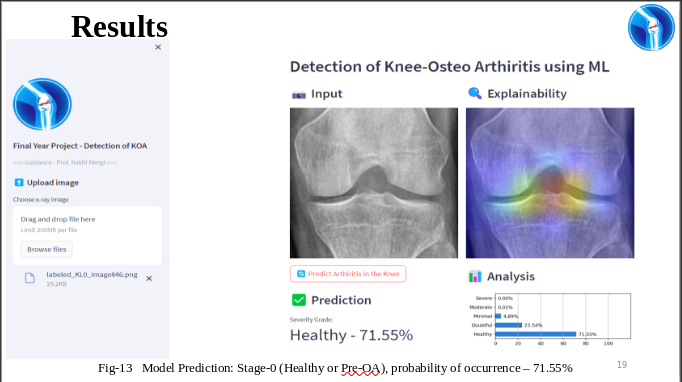 Results
×
Final Year Project - Detection of KOA
=== Guidance - Prof. Rakhi Neogi ===
Upload image
Choose x-ray image
Drag and drop file here
Limit 200MB per file
Browse files
labeled_KL0_image846.png
×
29.2KB
Detection of Knee-Osteo Arthiritis using ML
Input
Explainability
Predict Arthiritis in the Knee
Prediction
Severity Grade:
Healthy - 71.55%
Analysis
Severe 0.00%
Moderate 0.01%
Minimal 4.89%
Doubtful 23.54%
Healthy 71.55%
0 20 40 60 80 100
Fig-13 Model Prediction: Stage-0 (Healthy or Pre-OA), probability of occurrence – 71.55%
19